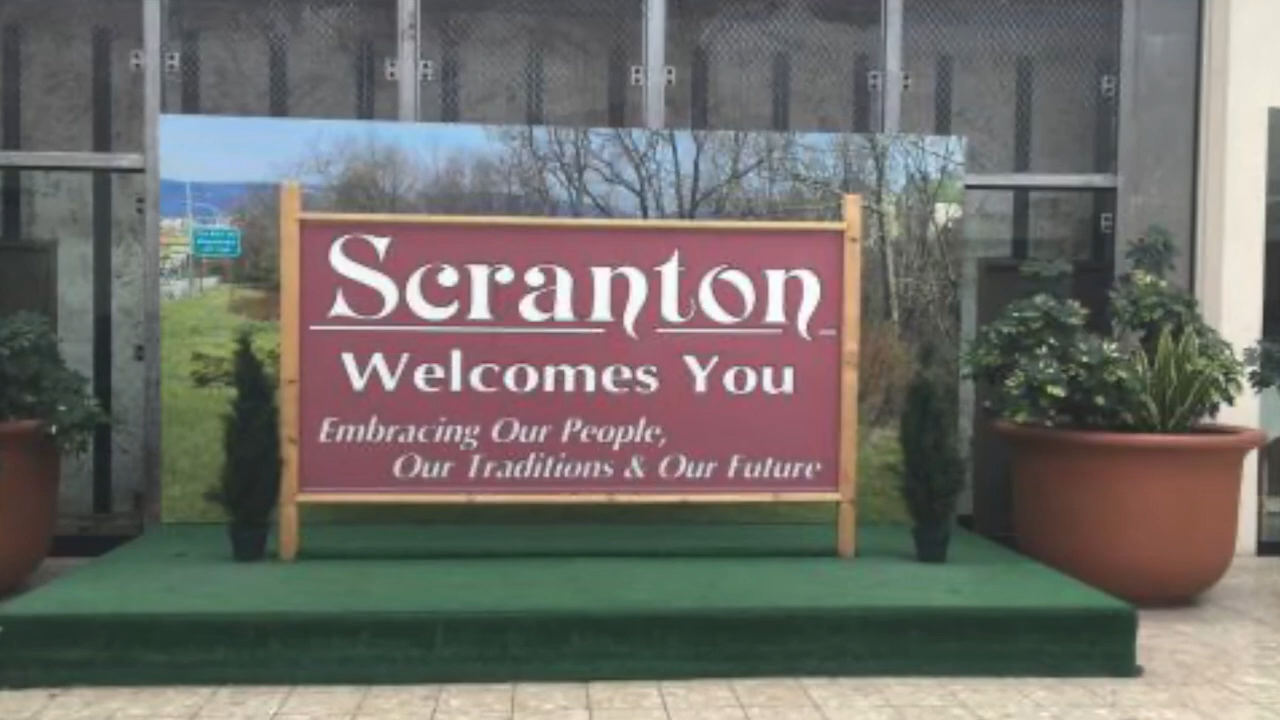 Scranton
Welcomes You
Embracing Our People,
Our Traditions & Our Future